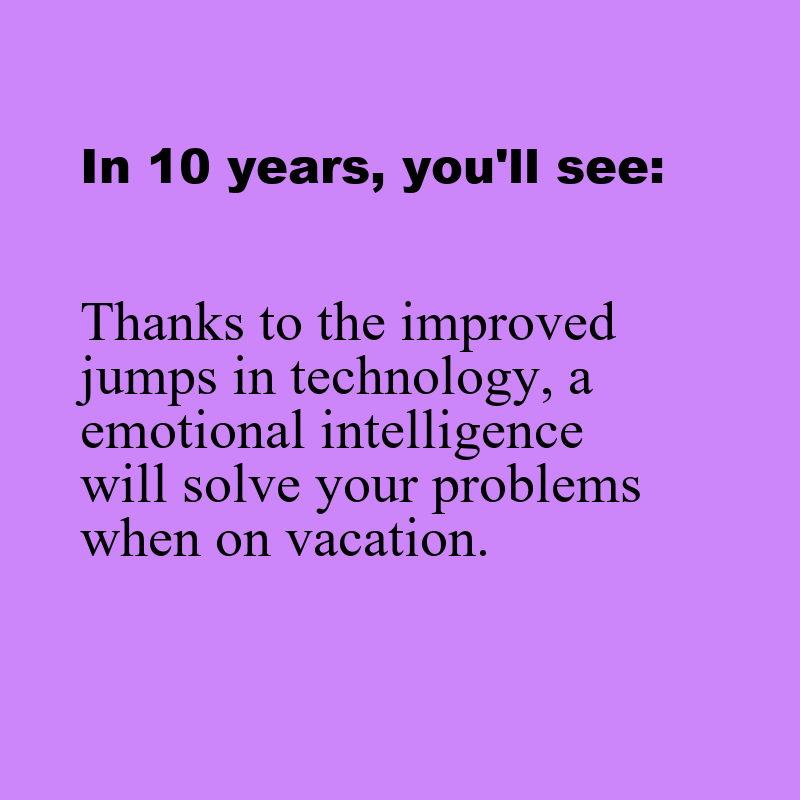 In 10 years, you'll see:
Thanks to the improved
jumps in technology, a
emotional intelligence
will solve your problems
when on vacation.